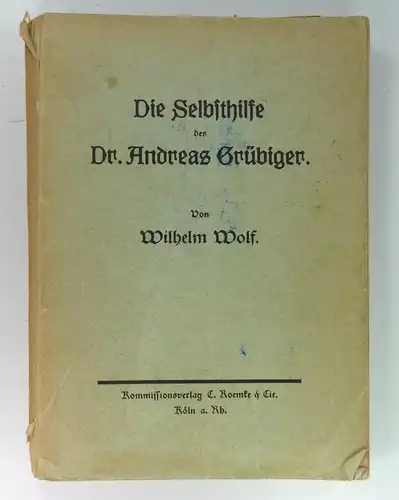 Die Selbsthilfe
des
Dr. Andreas Grübiger.
Von
Wilhelm Wolf.
Kommissionsverlag C. Roemke & Cie.
Köln a. Rh.